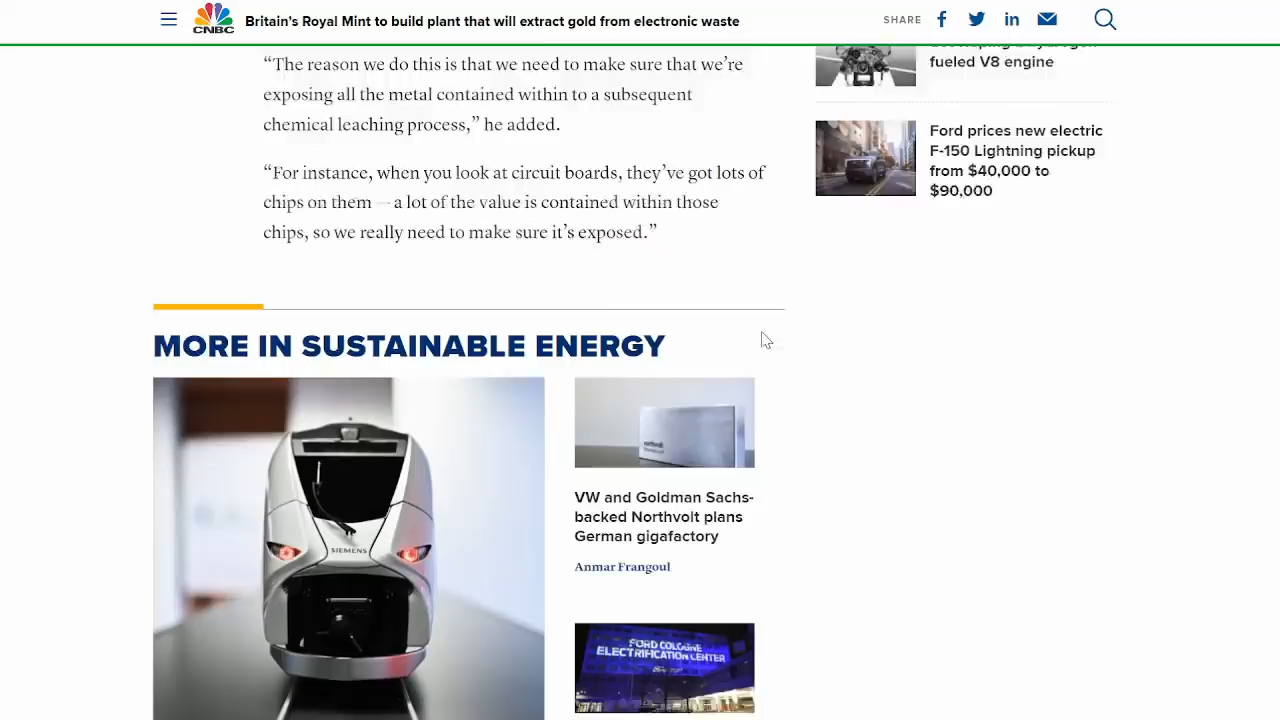 CNBC
Britain's Royal Mint to build plant that will extract gold from electronic waste
SHARE
“The reason we do this is that we need to make sure that we’re
exposing all the metal contained within to a subsequent
chemical leaching process,” he added.
“For instance, when you look at circuit boards, they’ve got lots of
chips on them — a lot of the value is contained within those
chips, so we really need to make sure it’s exposed.”
fueled V8 engine
Ford prices new electric
F-150 Lightning pickup
from $40,000 to
$90,000
MORE IN SUSTAINABLE ENERGY
SIEMENS
northvolt
VW and Goldman Sachs-
backed Northvolt plans
German gigafactory
Anmar Frangoul
FORD COLOGNE
ELECTRIFICATION CENTER